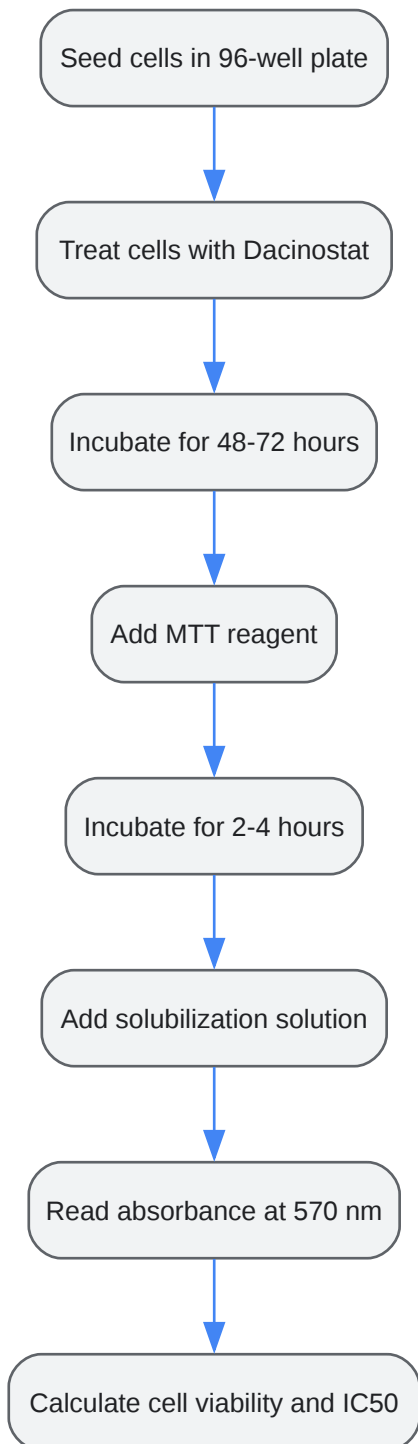 Seed cells in 96-well plate
Treat cells with Dacinostat
Incubate for 48-72 hours
Add MTT reagent
Incubate for 2-4 hours
Add solubilization solution
Read absorbance at 570 nm
Calculate cell viability and IC50